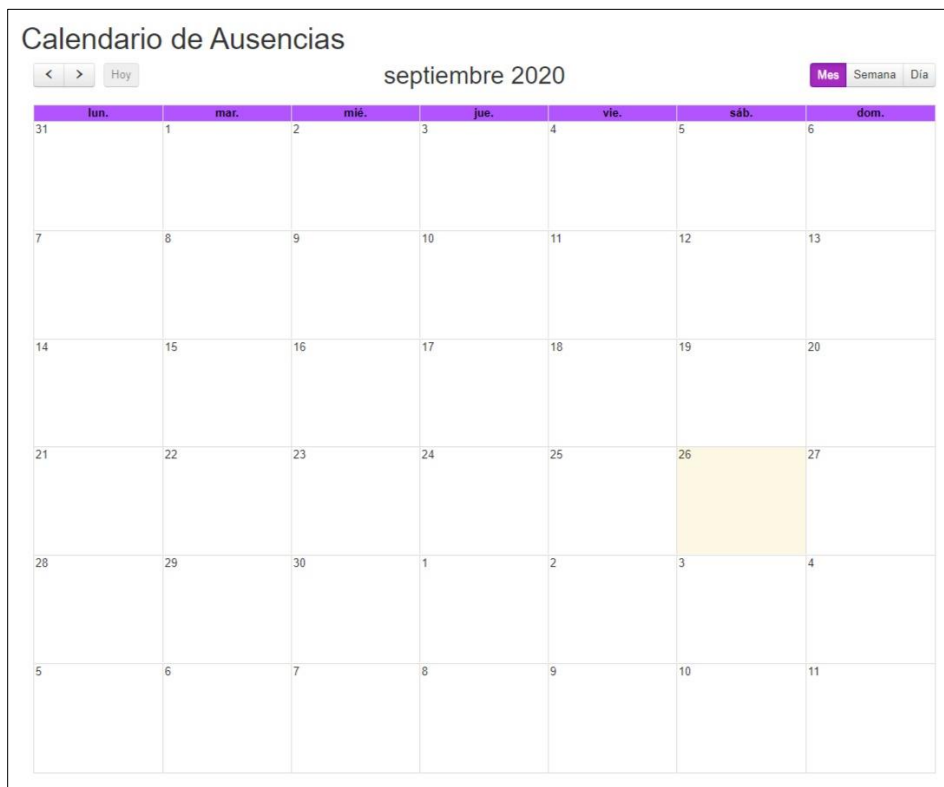 Calendario de Ausencias
< > Hoy septiembre 2020 Mes Semana Día
lun. mar. mié. jue. vie. sáb. dom.
31 1 2 3 4 5 6
7 8 9 10 11 12 13
14 15 16 17 18 19 20
21 22 23 24 25 26 27
28 29 30 1 2 3 4
5 6 7 8 9 10 11